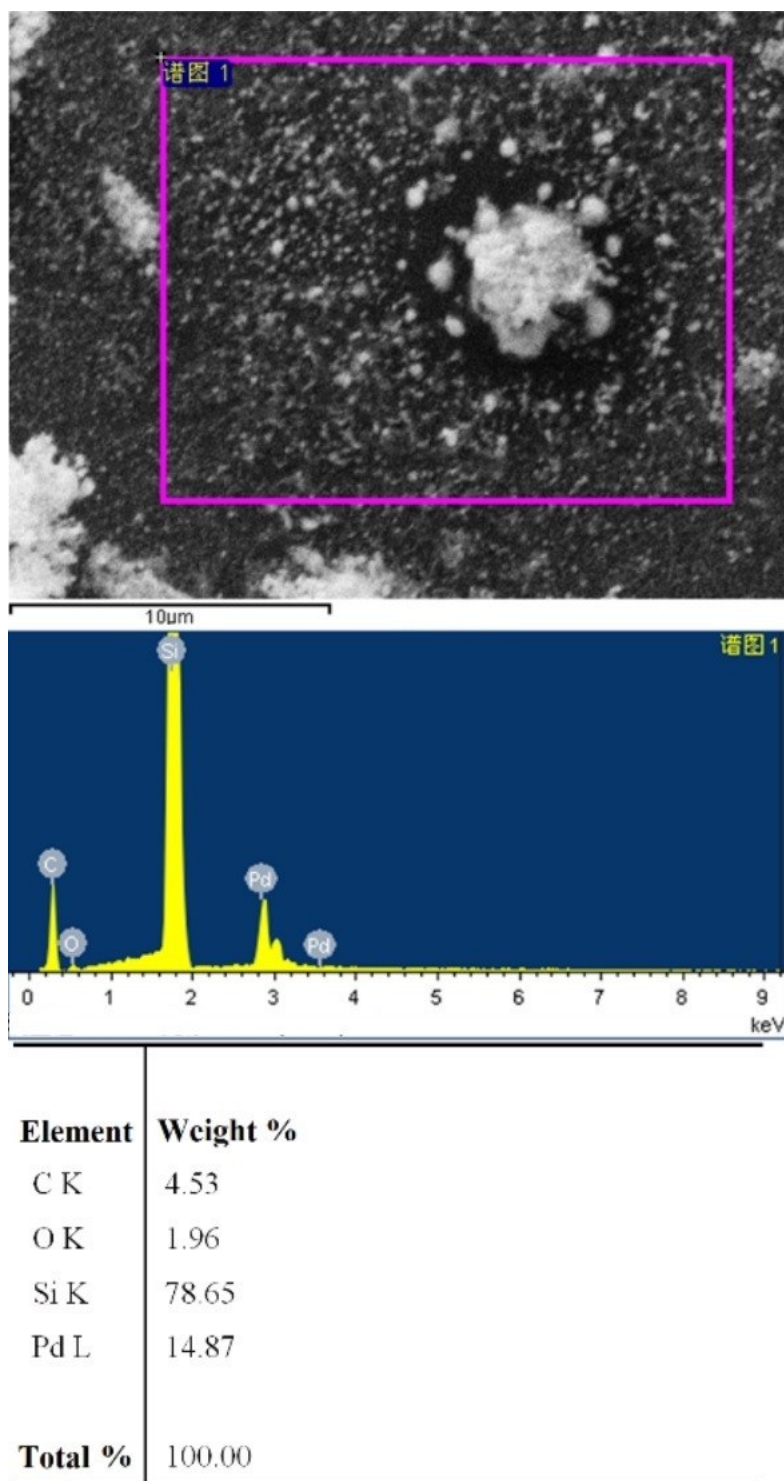 谱图 1
10µm
谱图 1
Si
C
O
Pd
Pd
0 1 2 3 4 5 6 7 8 9
keV
Element Weight %
C K 4.53
O K 1.96
Si K 78.65
Pd L 14.87
Total % 100.00